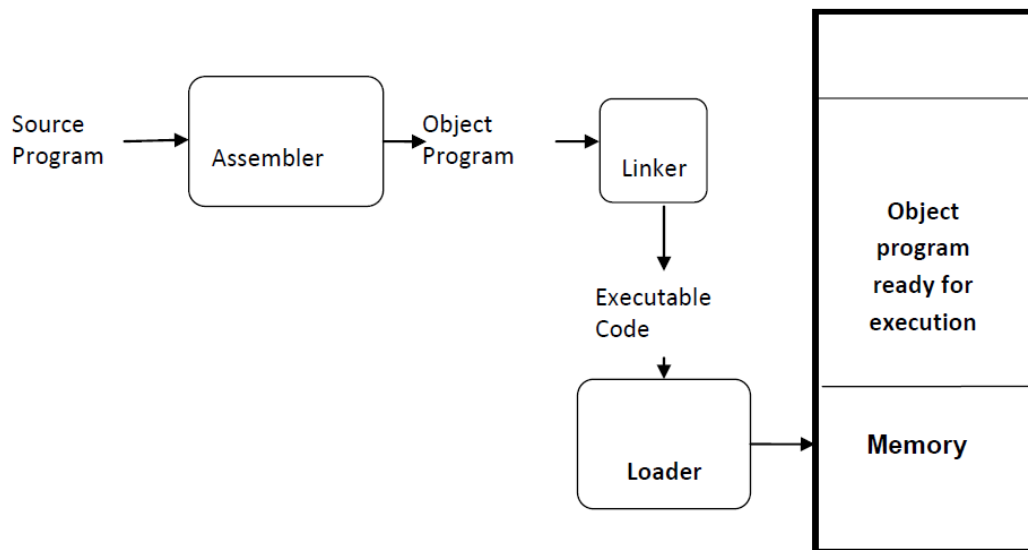 Source
Program
Assembler
Object
Program
Linker
Executable
Code
Loader
Object
program
ready for
execution
Memory